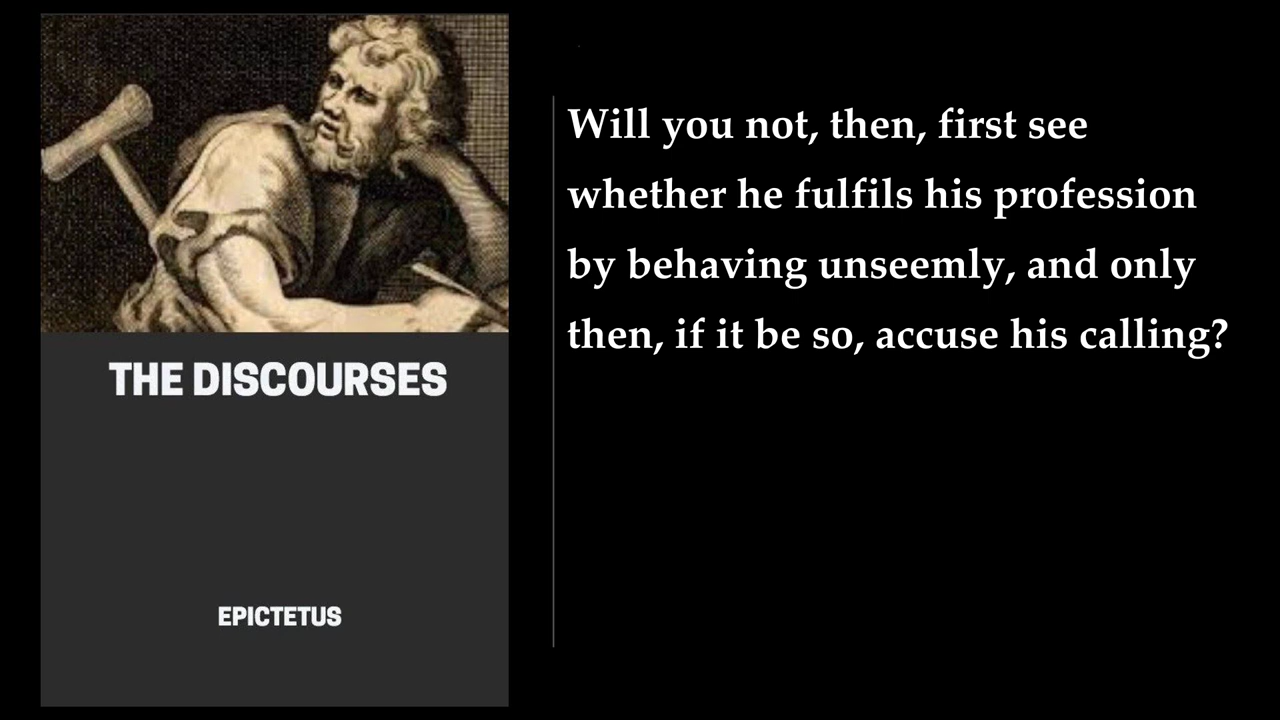 THE DISCOURSES
EPICTETUS
Will you not, then, first see
whether he fulfils his profession
by behaving unseemly, and only
then, if it be so, accuse his calling?